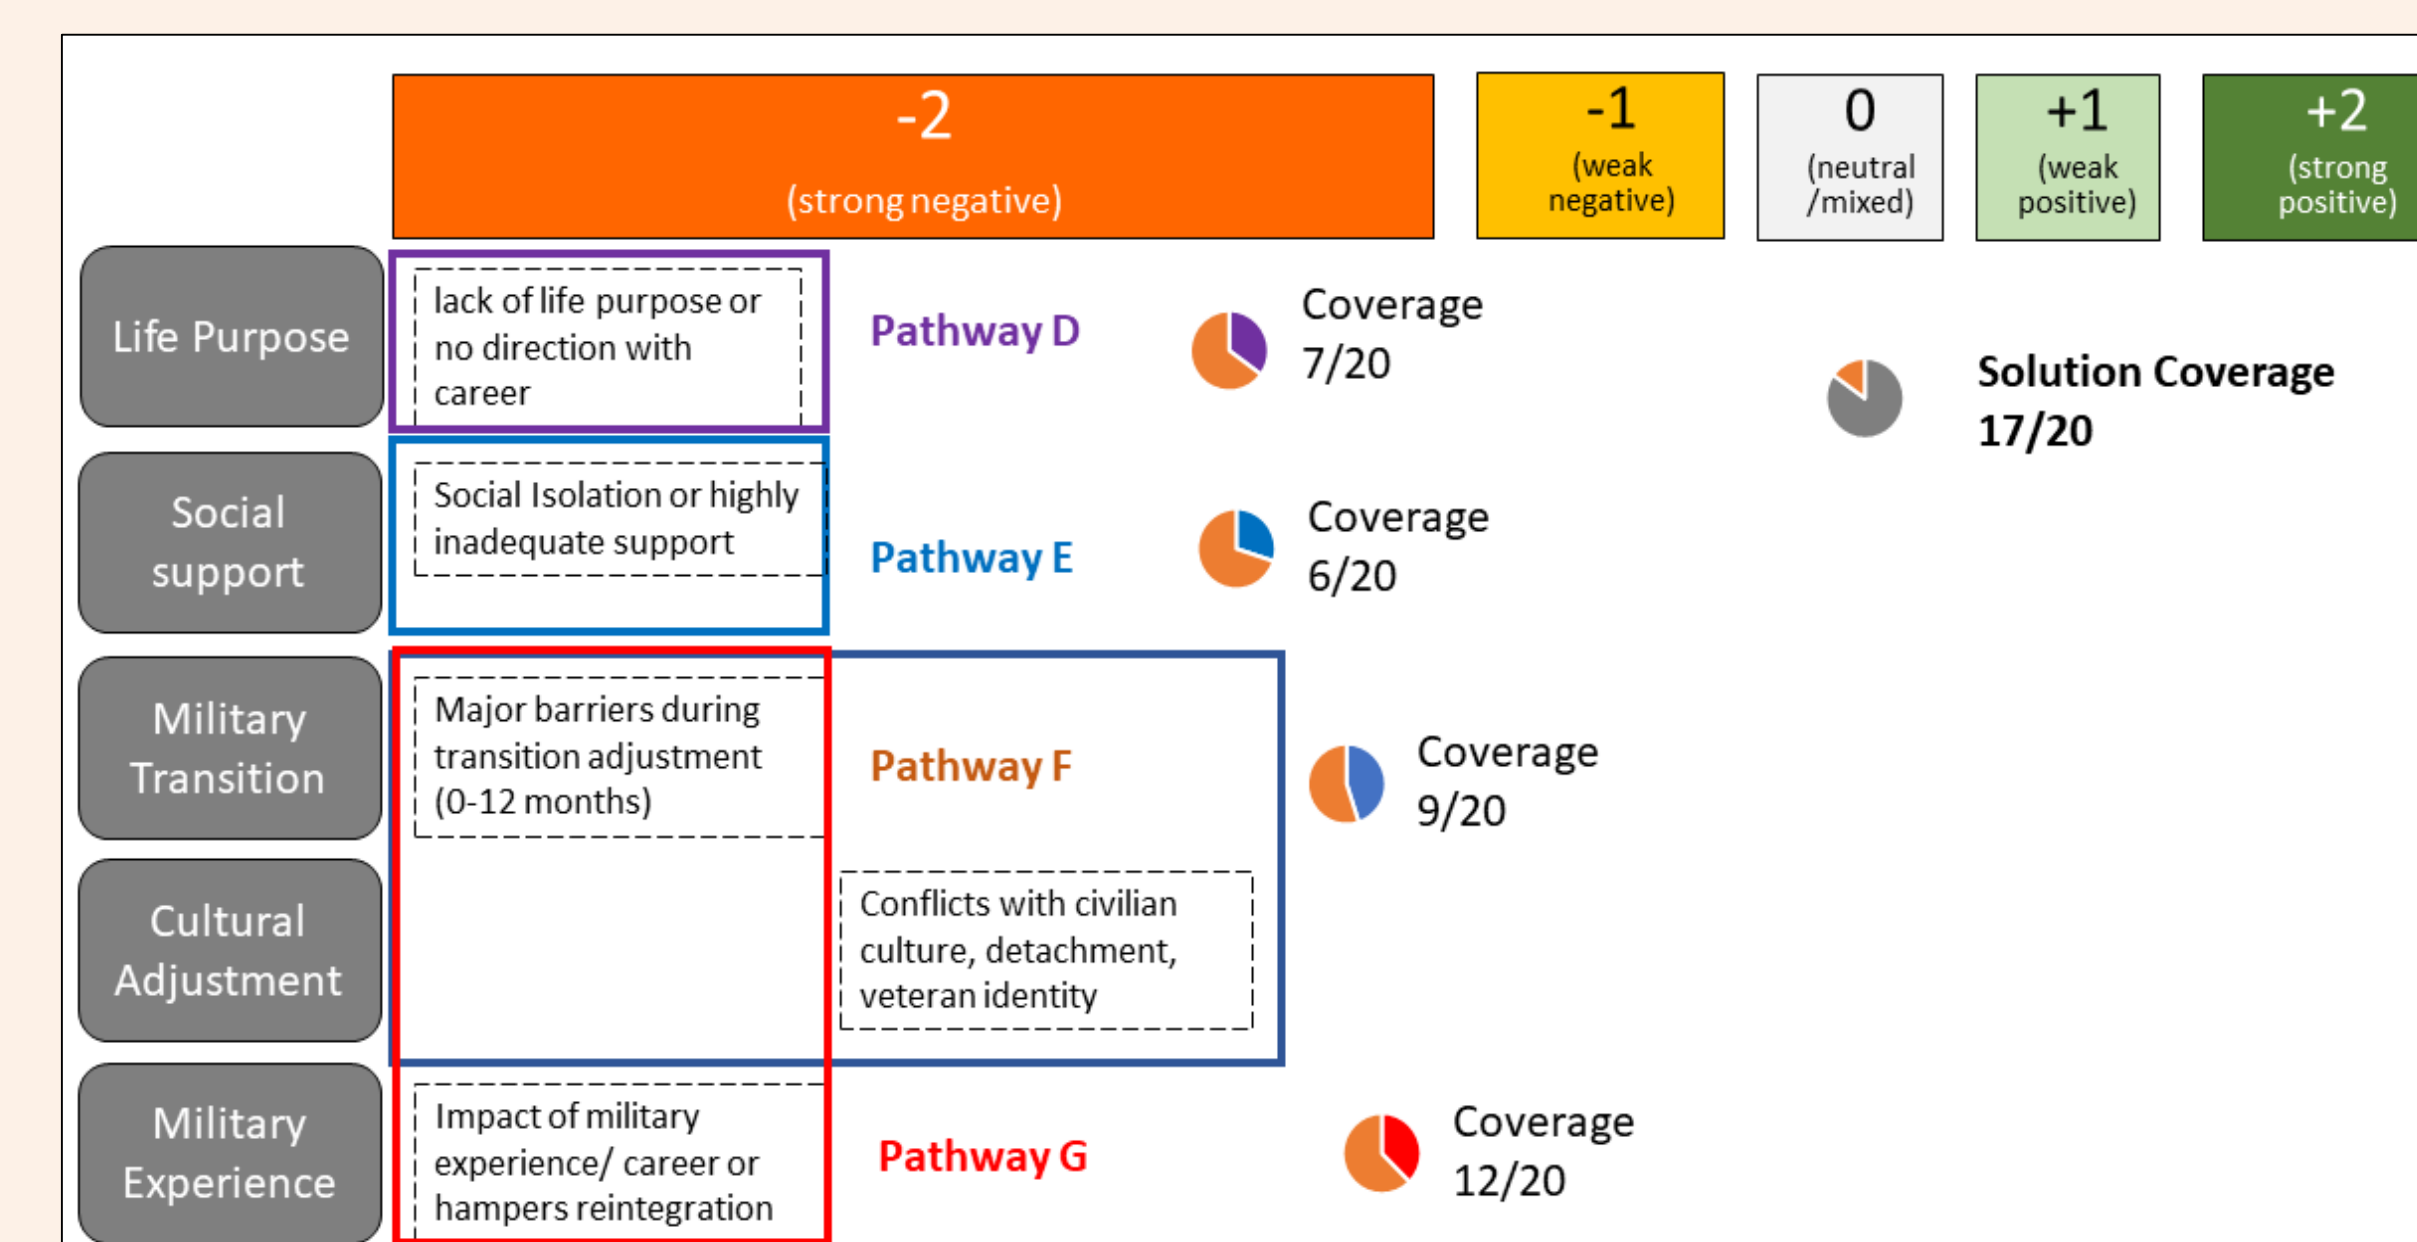 -2
(strong negative)
-1
(weak
negative)
0
(neutral
/mixed)
+1
(weak
positive)
+2
(strong
positive)
Life Purpose
lack of life purpose or
no direction with
career
Pathway D
Coverage
7/20
Solution Coverage
17/20
Social
support
Social Isolation or highly
inadequate support
Pathway E
Coverage
6/20
Military
Transition
Major barriers during
transition adjustment
(0-12 months)
Pathway F
Coverage
9/20
Cultural
Adjustment
Conflicts with civilian
culture, detachment,
veteran identity
Military
Experience
Impact of military
experience/ career or
hampers reintegration
Pathway G
Coverage
12/20